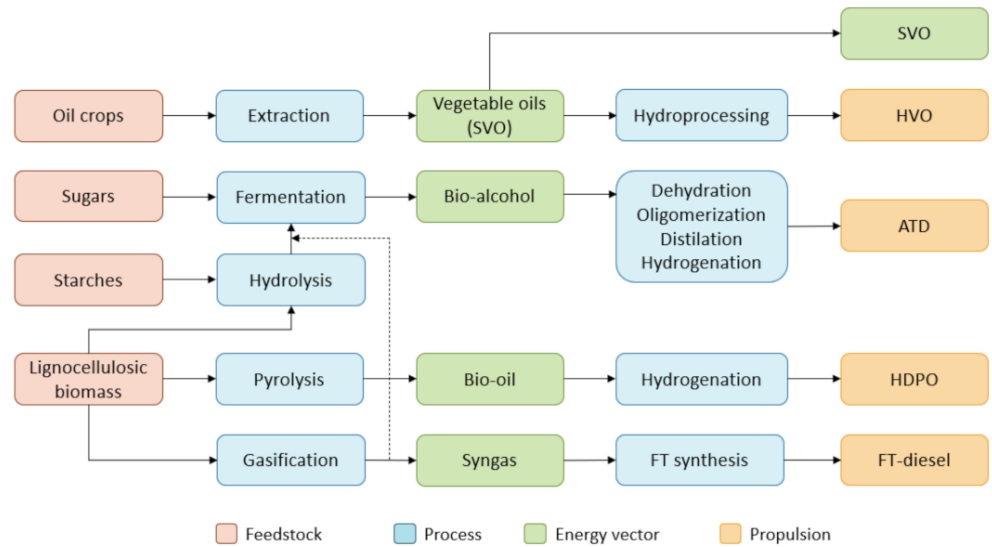 SVO
Oil crops
Extraction
Vegetable oils
(SVO)
Hydroprocessing
HVO
Sugars
Fermentation
Bio-alcohol
Dehydration
Oligomerization
Distilation
Hydrogenation
ATD
Starches
Hydrolysis
Lignocellulosic
biomass
Pyrolysis
Bio-oil
Hydrogenation
HDPO
Gasification
Syngas
FT synthesis
FT-diesel
Feedstock
Process
Energy vector
Propulsion